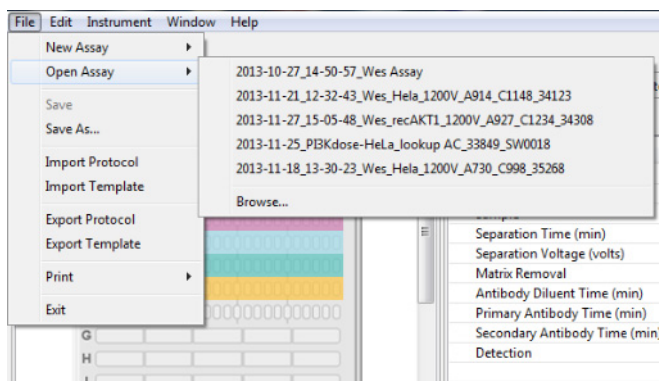 File Edit Instrument Window Help
New Assay
Open Assay
Save
Save As...
Import Protocol
Import Template
Export Protocol
Export Template
Print
Exit
2013-10-27_14-50-57_Wes Assay
2013-11-21_12-32-43_Wes_Hela_1200V_A914_C1148_34123
2013-11-27_15-05-48_Wes_recAKT1_1200V_A927_C1234_34308
2013-11-25_PI3Kdose-HeLa_lookup AC_33849_SW0018
2013-11-18_13-30-23_Wes_Hela_1200V_A730_C998_35268
Browse...
G
H
Separation Time (min)
Separation Voltage (volts)
Matrix Removal
Antibody Diluent Time (min)
Primary Antibody Time (min)
Secondary Antibody Time (min)
Detection